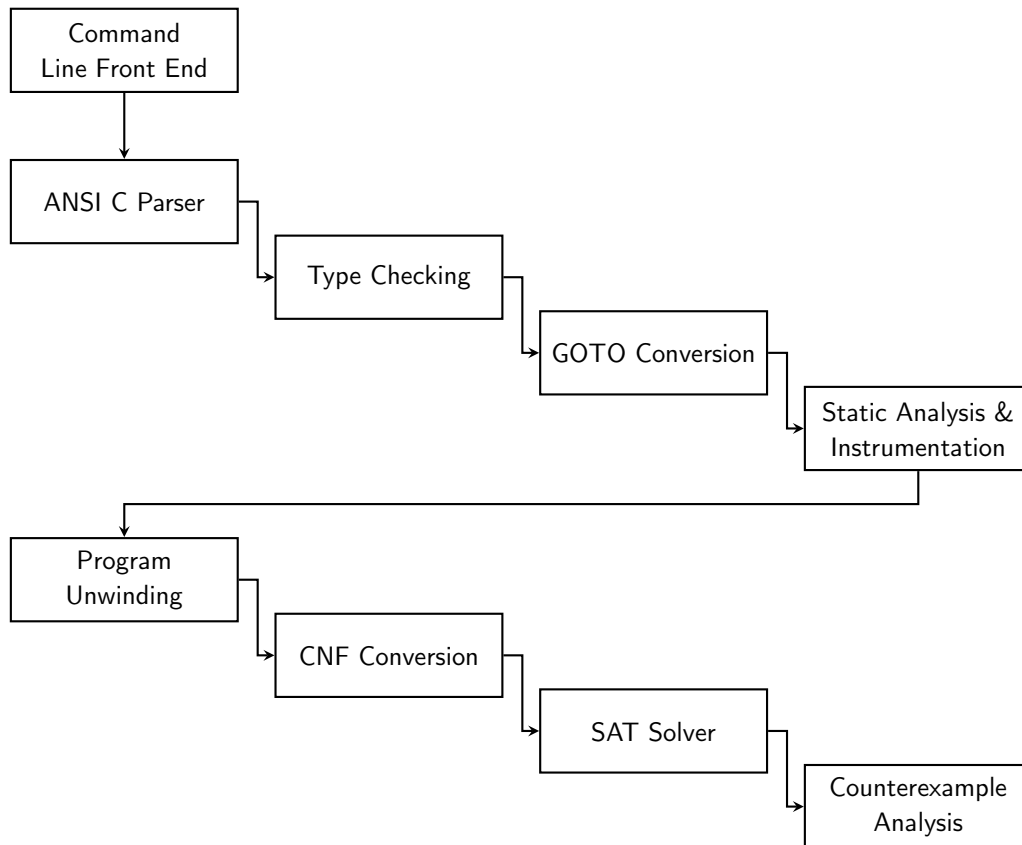 Command
Line Front End
ANSI C Parser
Type Checking
GOTO Conversion
Static Analysis &
Instrumentation
Program
Unwinding
CNF Conversion
SAT Solver
Counterexample
Analysis